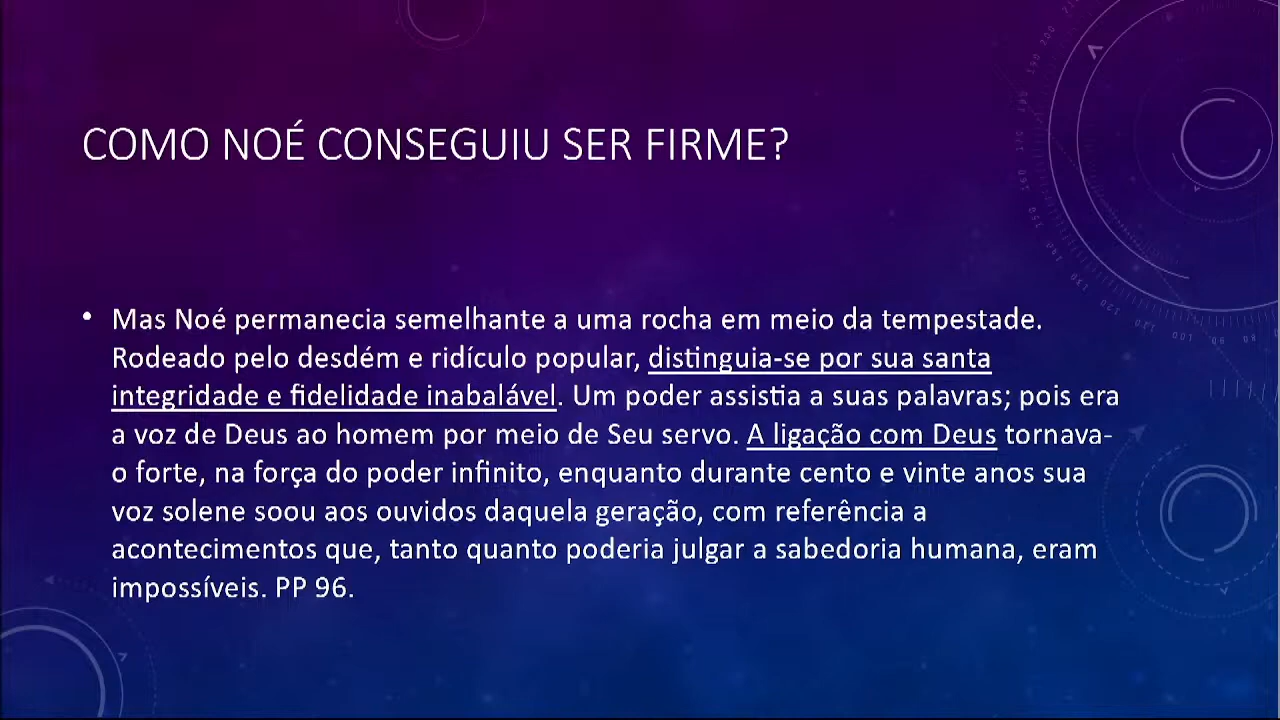 COMO NOÉ CONSEGUIU SER FIRME?
• Mas Noé permanecia semelhante a uma rocha em meio da tempestade.
Rodeado pelo desdém e ridículo popular, distinguia-se por sua santa
integridade e fidelidade inabalável. Um poder assistia a suas palavras; pois era
a voz de Deus ao homem por meio de Seu servo. A ligação com Deus tornava-
o forte, na força do poder infinito, enquanto durante cento e vinte anos sua
voz solene soou aos ouvidos daquela geração, com referência a
acontecimentos que, tanto quanto poderia julgar a sabedoria humana, eram
impossíveis. PP 96.